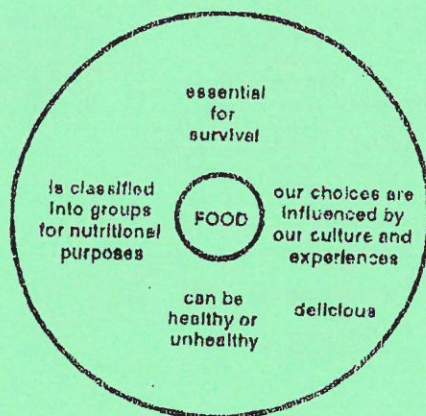 essential
for
survival
is classified
into groups
for nutritional
purposes
FOOD
our choices are
influenced by
our culture and
experiences
can be
healthy or
unhealthy
delicious